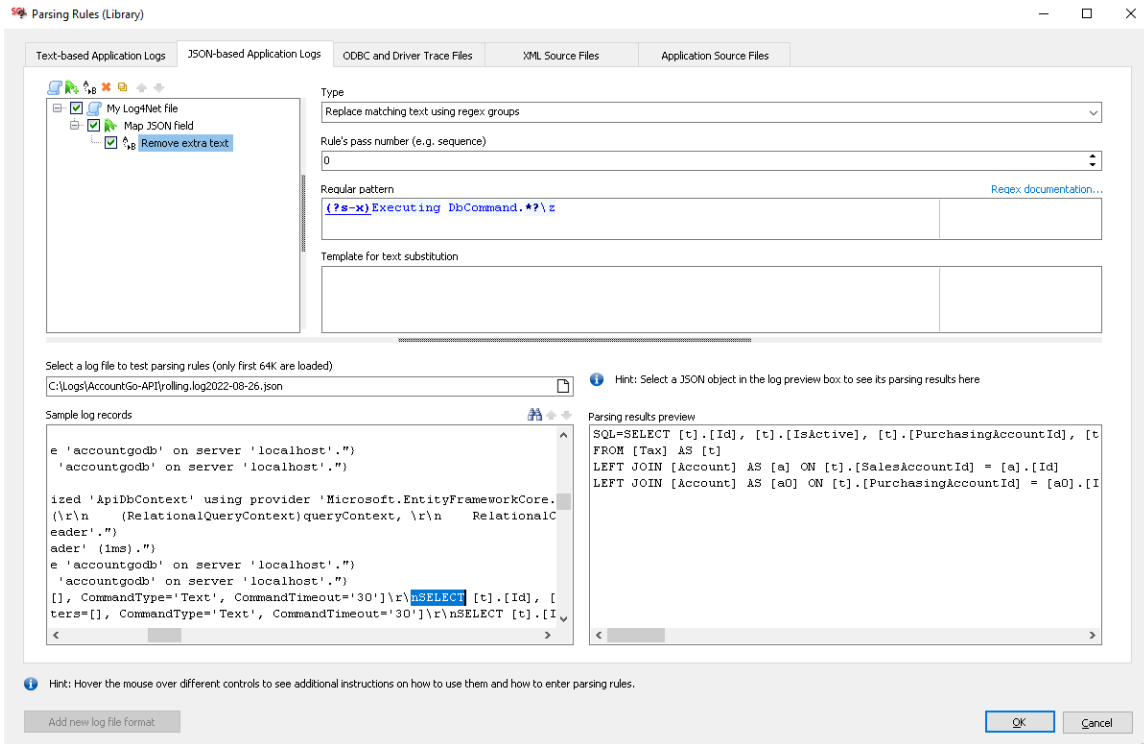 SQL Parsing Rules (Library)
Text-based Application Logs
JSON-based Application Logs
ODBC and Driver Trace Files
XML Source Files
Application Source Files
My Log4Net file
Map JSON field
Remove extra text
Type
Replace matching text using regex groups
Rule's pass number (e.g. sequence)
0
Regular pattern
Regex documentation...
(?s-x)Executing DbCommand.*?\z
Template for text substitution
Select a log file to test parsing rules (only first 64K are loaded)
C:\Logs\AccountGo-API\rolling.log2022-08-26.json
Hint: Select a JSON object in the log preview box to see its parsing results here
Sample log records
e 'accountgodb' on server 'localhost'."}
'accountgodb' on server 'localhost'."}
ized 'ApiDbContext' using provider 'Microsoft.EntityFrameworkCore.
(\r\n    (RelationalQueryContext)queryContext, \r\n    RelationalC
eader'."}
ader' (1ms)."}
e 'accountgodb' on server 'localhost'."}
'accountgodb' on server 'localhost'."}
[], CommandType='Text', CommandTimeout='30']\r\nSELECT [t].[Id], [
ters=[], CommandType='Text', CommandTimeout='30']\r\nSELECT [t].[I
Parsing results preview
SQL=SELECT [t].[Id], [t].[IsActive], [t].[PurchasingAccountId], [t
FROM [Tax] AS [t]
LEFT JOIN [Account] AS [a] ON [t].[SalesAccountId] = [a].[Id]
LEFT JOIN [Account] AS [a0] ON [t].[PurchasingAccountId] = [a0].[I
Hint: Hover the mouse over different controls to see additional instructions on how to use them and how to enter parsing rules.
Add new log file format
OK
Cancel